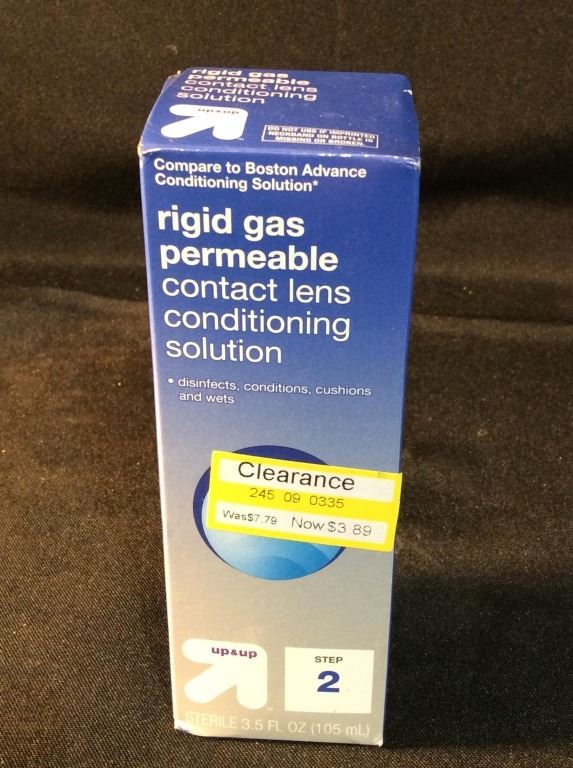 rigid gas
permeable
contact lens
conditioning
solution
up&up
DO NOT USE IF IMPRINTED
NECKBAND ON BOTTLE IS
MISSING OR BROKEN.
Compare to Boston Advance
Conditioning Solution*
rigid gas
permeable
contact lens
conditioning
solution
• disinfects, conditions, cushions
and wets
Clearance
245 09 0335
Was$7.79 Now $3.89
up&up
STEP
2
STERILE 3.5 FL OZ (105 mL)